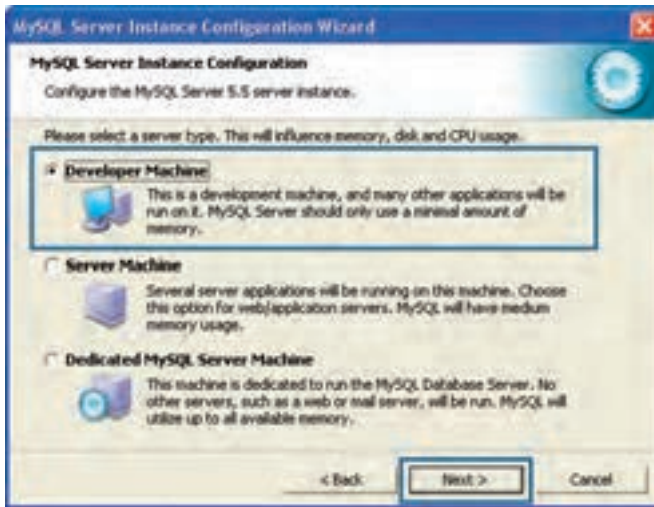 MySQL Server Instance Configuration Wizard
MySQL Server Instance Configuration
Configure the MySQL Server 5.5 server instance.
Please select a server type. This will influence memory, disk and CPU usage.
Developer Machine
This is a development machine, and many other applications will be
run on it. MySQL Server should only use a minimal amount of
memory.
Server Machine
Several server applications will be running on this machine. Choose
this option for web/application servers. MySQL will have medium
memory usage.
Dedicated MySQL Server Machine
This machine is dedicated to run the MySQL Database Server. No
other servers, such as a web or mail server, will be run. MySQL will
utilize up to all available memory.
< Back
Next >
Cancel